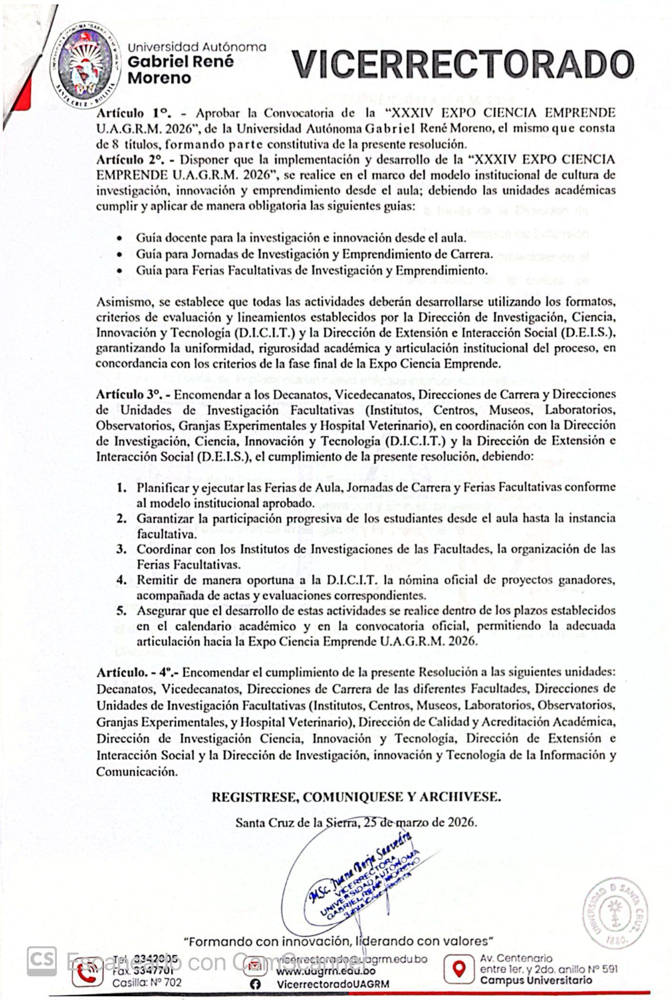 Universidad Autónoma
Gabriel René
Moreno
VICERRECTORADO
UNIVERSIDAD AUTONOMA "GABRIEL RENE MORENO"
SANTA CRUZ - BOLIVIA
Artículo 1º. - Aprobar la Convocatoria de la “XXXIV EXPO CIENCIA EMPRENDE
U.A.G.R.M. 2026”, de la Universidad Autónoma Gabriel René Moreno, el mismo que consta
de 8 títulos, formando parte constitutiva de la presente resolución.
Artículo 2º. - Disponer que la implementación y desarrollo de la “XXXIV EXPO CIENCIA
EMPRENDE U.A.G.R.M. 2026”, se realice en el marco del modelo institucional de cultura de
investigación, innovación y emprendimiento desde el aula; debiendo las unidades académicas
cumplir y aplicar de manera obligatoria las siguientes guías:
• Guía docente para la investigación e innovación desde el aula.
• Guía para Jornadas de Investigación y Emprendimiento de Carrera.
• Guía para Ferias Facultativas de Investigación y Emprendimiento.
Asimismo, se establece que todas las actividades deberán desarrollarse utilizando los formatos,
criterios de evaluación y lineamientos establecidos por la Dirección de Investigación, Ciencia,
Innovación y Tecnología (D.I.C.I.T.) y la Dirección de Extensión e Interacción Social (D.E.I.S.),
garantizando la uniformidad, rigurosidad académica y articulación institucional del proceso, en
concordancia con los criterios de la fase final de la Expo Ciencia Emprende.
Artículo 3º. - Encomendar a los Decanatos, Vicedecanatos, Direcciones de Carrera y Direcciones
de Unidades de Investigación Facultativas (Institutos, Centros, Museos, Laboratorios,
Observatorios, Granjas Experimentales y Hospital Veterinario), en coordinación con la Dirección
de Investigación, Ciencia, Innovación y Tecnología (D.I.C.I.T.) y la Dirección de Extensión e
Interacción Social (D.E.I.S.), el cumplimiento de la presente resolución, debiendo:
1. Planificar y ejecutar las Ferias de Aula, Jornadas de Carrera y Ferias Facultativas conforme
al modelo institucional aprobado.
2. Garantizar la participación progresiva de los estudiantes desde el aula hasta la instancia
facultativa.
3. Coordinar con los Institutos de Investigaciones de las Facultades, la organización de las
Ferias Facultativas.
4. Remitir de manera oportuna a la D.I.C.I.T. la nómina oficial de proyectos ganadores,
acompañada de actas y evaluaciones correspondientes.
5. Asegurar que el desarrollo de estas actividades se realice dentro de los plazos establecidos
en el calendario académico y en la convocatoria oficial, permitiendo la adecuada
articulación hacia la Expo Ciencia Emprende U.A.G.R.M. 2026.
Artículo. - 4º.- Encomendar el cumplimiento de la presente Resolución a las siguientes unidades:
Decanatos, Vicedecanatos, Direcciones de Carrera de las diferentes Facultades, Direcciones de
Unidades de Investigación Facultativas (Institutos, Centros, Museos, Laboratorios, Observatorios,
Granjas Experimentales, y Hospital Veterinario), Dirección de Calidad y Acreditación Académica,
Dirección de Investigación Ciencia, Innovación y Tecnología, Dirección de Extensión e
Interacción Social y la Dirección de Investigación, innovación y Tecnología de la Información y
Comunicación.
REGISTRESE, COMUNIQUESE Y ARCHIVESE.
Santa Cruz de la Sierra, 25 de marzo de 2026.
MSc. Juana Borja Saavedra
VICERRECTORA
UNIVERSIDAD AUTÓNOMA
GABRIEL RENÉ MORENO
Santa Cruz - Bolivia
UNIVERSIDAD D SANTA CRUZ.
1880.
“Formando con innovación, liderando con valores”
CS Escaneado con CamScanner
Tel. 3342005
Fax. 3347701
Casilla: Nº 702
vicerrectorado@uagrm.edu.bo
www.uagrm.edu.bo
VicerrectoradoUAGRM
Av. Centenario
entre 1er. y 2do. anillo Nº 591
Campus Universitario